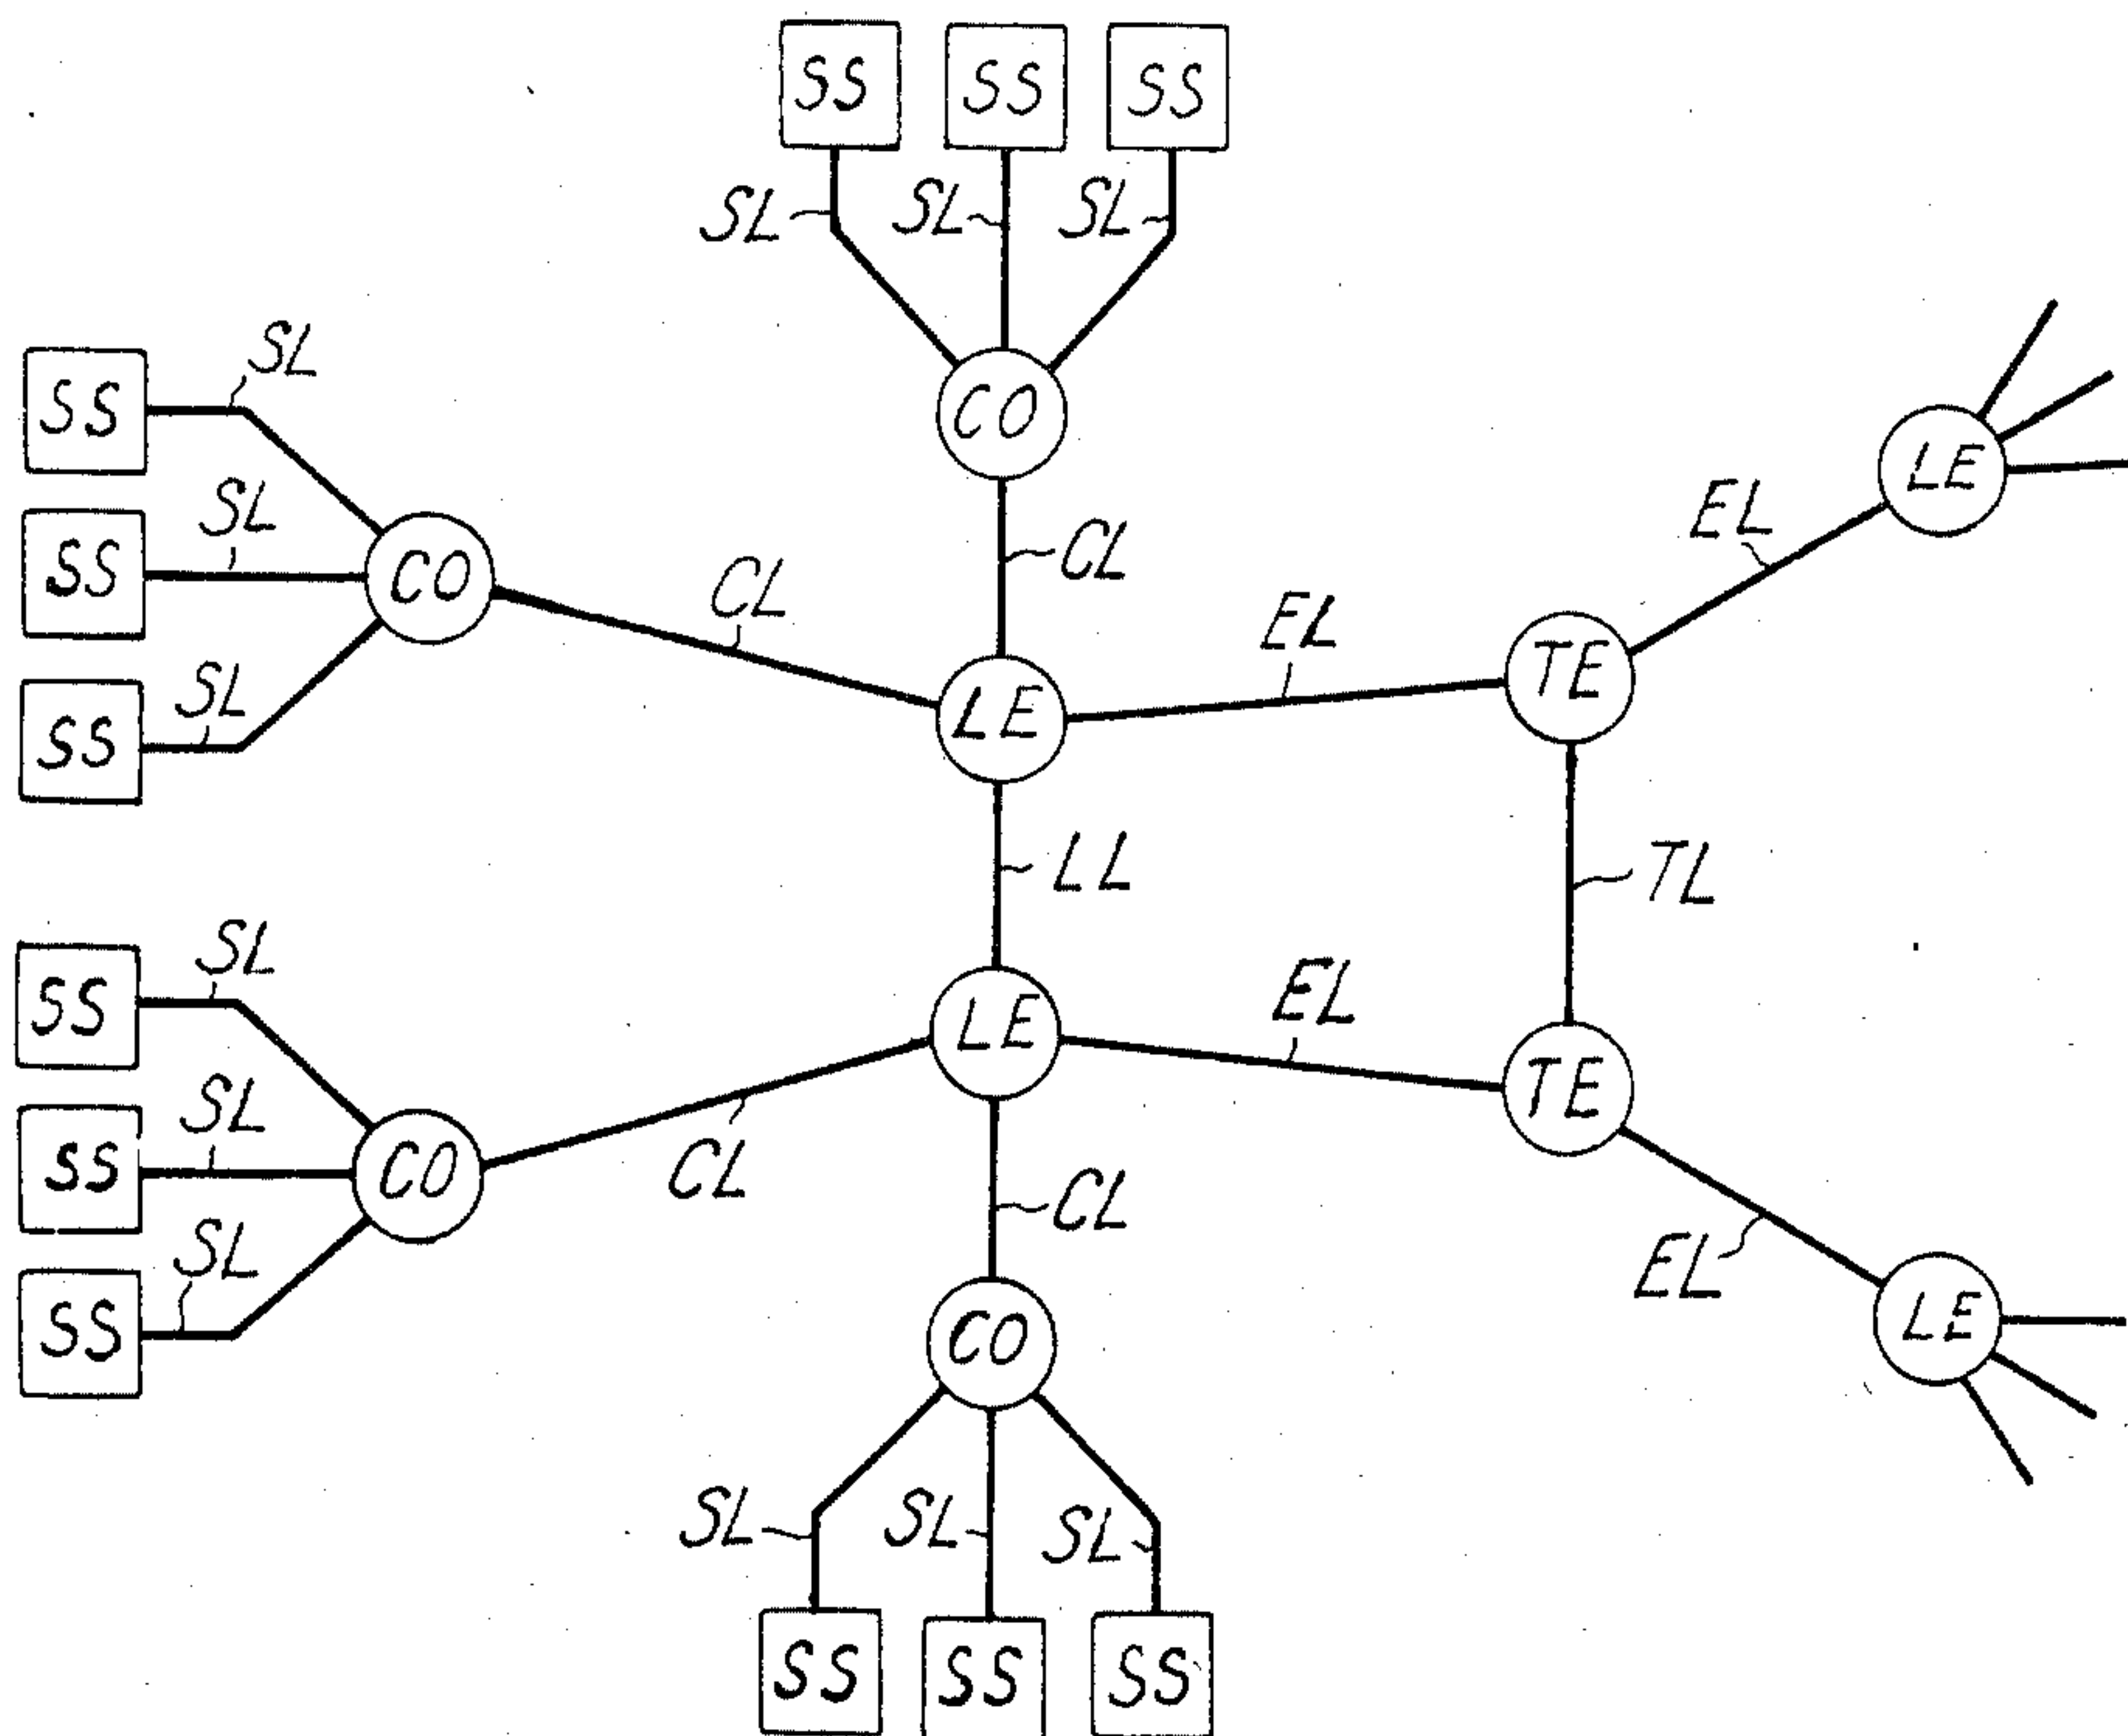 SS SS SS
SL SL SL
SL
SS CO
SL LE
SS CO CL EL
CL EL TE
SL LE
SS
LL TL
SL
SS LE EL
SL TE
SS CO CL CL
SL EL
SS CO LE
SL SL SL
SS SS SS